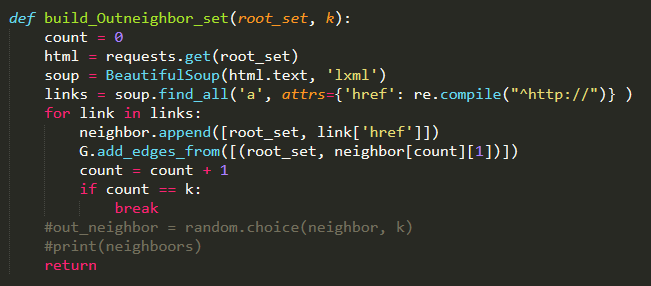 def build_Outneighbor_set(root_set, k):
    count = 0
    html = requests.get(root_set)
    soup = BeautifulSoup(html.text, 'lxml')
    links = soup.find_all('a', attrs={'href': re.compile("^http://")} )
    for link in links:
        neighbor.append([root_set, link['href']])
        G.add_edges_from([(root_set, neighbor[count][1])])
        count = count + 1
        if count == k:
            break
    #out_neighbor = random.choice(neighbor, k)
    #print(neighboors)
    return